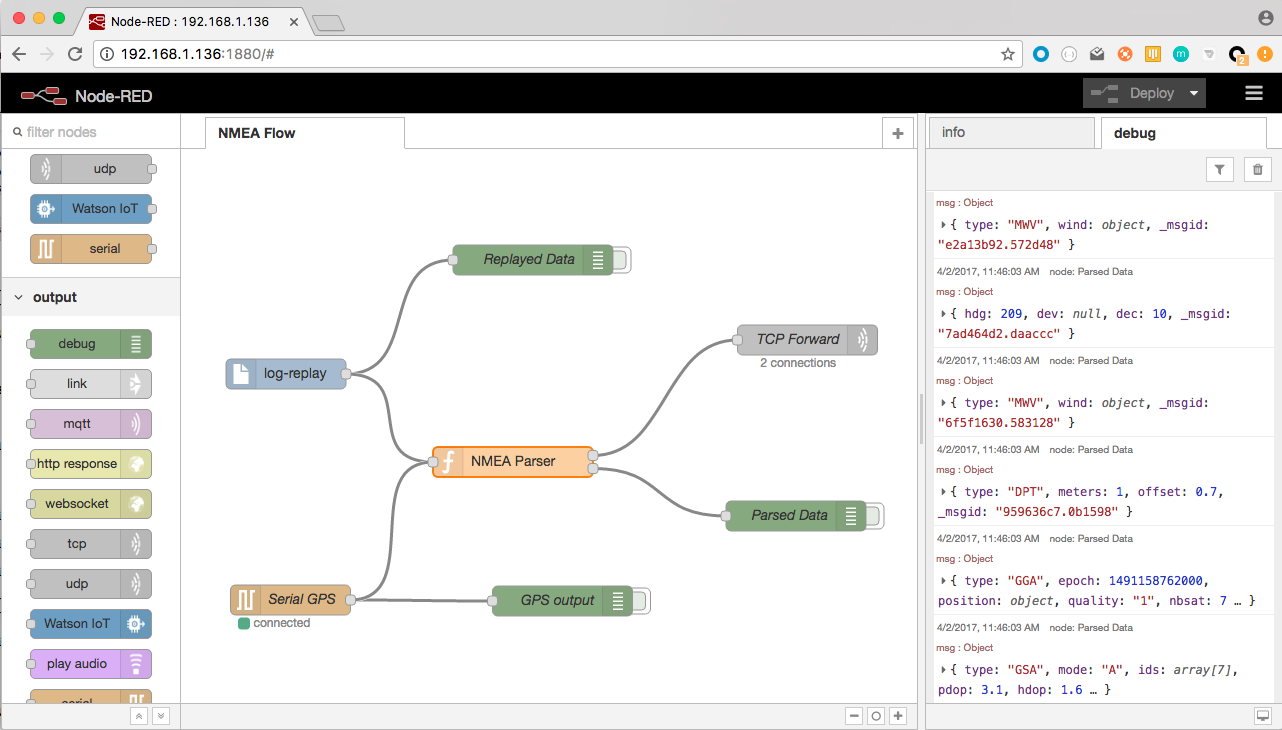 Node-RED : 192.168.1.136
192.168.1.136:1880/#
2
Node-RED
Deploy
filter nodes
udp
Watson IoT
serial
output
debug
link
mqtt
http response
websocket
tcp
udp
Watson IoT
play audio
serial
NMEA Flow
Replayed Data
log-replay
TCP Forward
2 connections
NMEA Parser
Parsed Data
Serial GPS
connected
GPS output
info
debug
msg : Object
{ type: "MWV", wind: object, _msgid:
"e2a13b92.572d48" }
4/2/2017, 11:46:03 AM node: Parsed Data
msg : Object
{ hdg: 209, dev: null, dec: 10, _msgid:
"7ad464d2.daaccc" }
4/2/2017, 11:46:03 AM node: Parsed Data
msg : Object
{ type: "MWV", wind: object, _msgid:
"6f5f1630.583128" }
4/2/2017, 11:46:03 AM node: Parsed Data
msg : Object
{ type: "DPT", meters: 1, offset: 0.7,
_msgid: "959636c7.0b1598" }
4/2/2017, 11:46:03 AM node: Parsed Data
msg : Object
{ type: "GGA", epoch: 1491158762000,
position: object, quality: "1", nbsat: 7 … }
4/2/2017, 11:46:03 AM node: Parsed Data
msg : Object
{ type: "GSA", mode: "A", ids: array[7],
pdop: 3.1, hdop: 1.6 … }